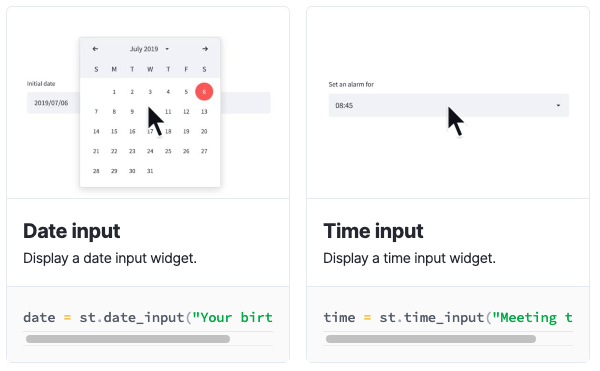 July 2019
S M T W T F S
Initial date
1 2 3 4 5 6
2019/07/06
7 8 9 11 12 13
14 15 16 17 18 19 20
21 22 23 24 25 26 27
28 29 30 31
Date input
Display a date input widget.
date = st.date_input("Your birt
Set an alarm for
08:45
Time input
Display a time input widget.
time = st.time_input("Meeting t